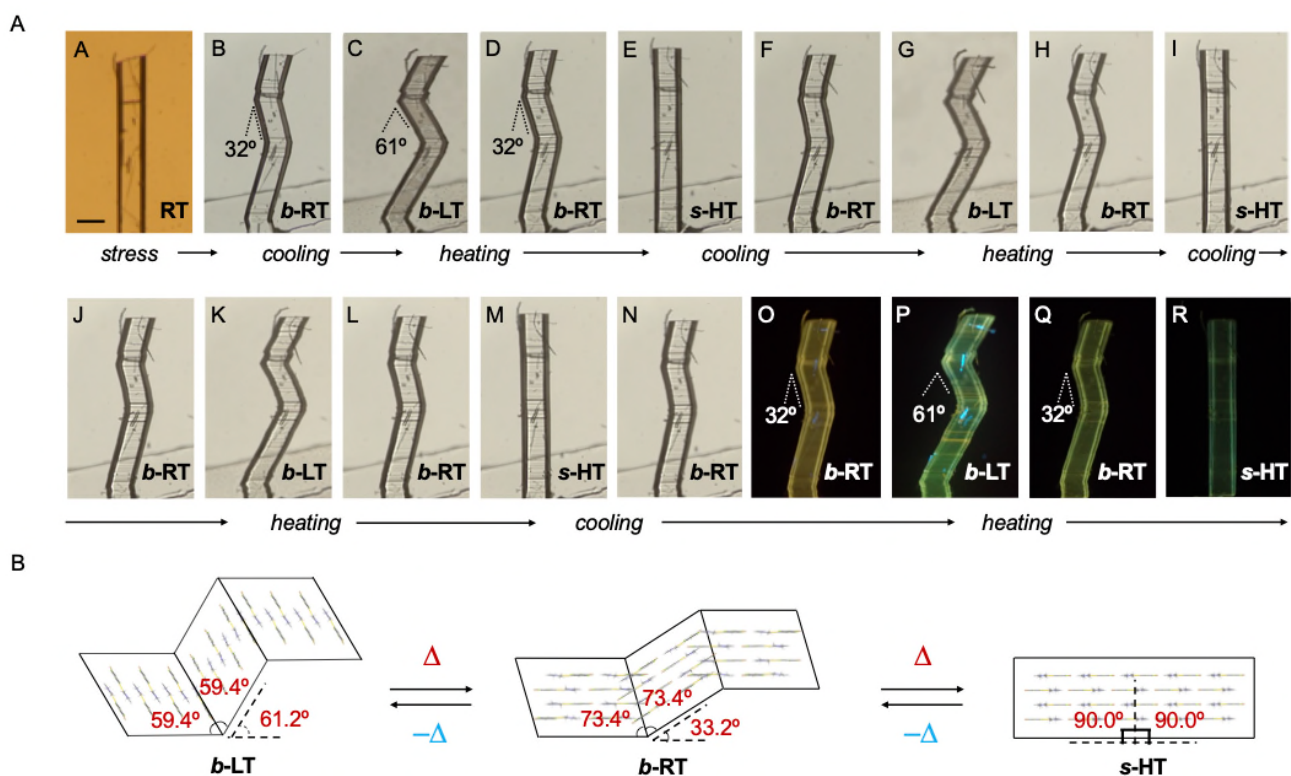 A
A B C D E F G H I
32º 61º 32º
RT b-RT b-LT b-RT s-HT b-RT b-LT b-RT s-HT
stress cooling heating cooling heating cooling
J K L M N O P Q R
32º 61º 32º
b-RT b-LT b-RT s-HT b-RT b-RT b-LT b-RT s-HT
heating cooling heating
B
59.4º 59.4º 61.2º
b-LT
Δ
−Δ
73.4º 73.4º 33.2º
b-RT
Δ
−Δ
90.0º 90.0º
s-HT